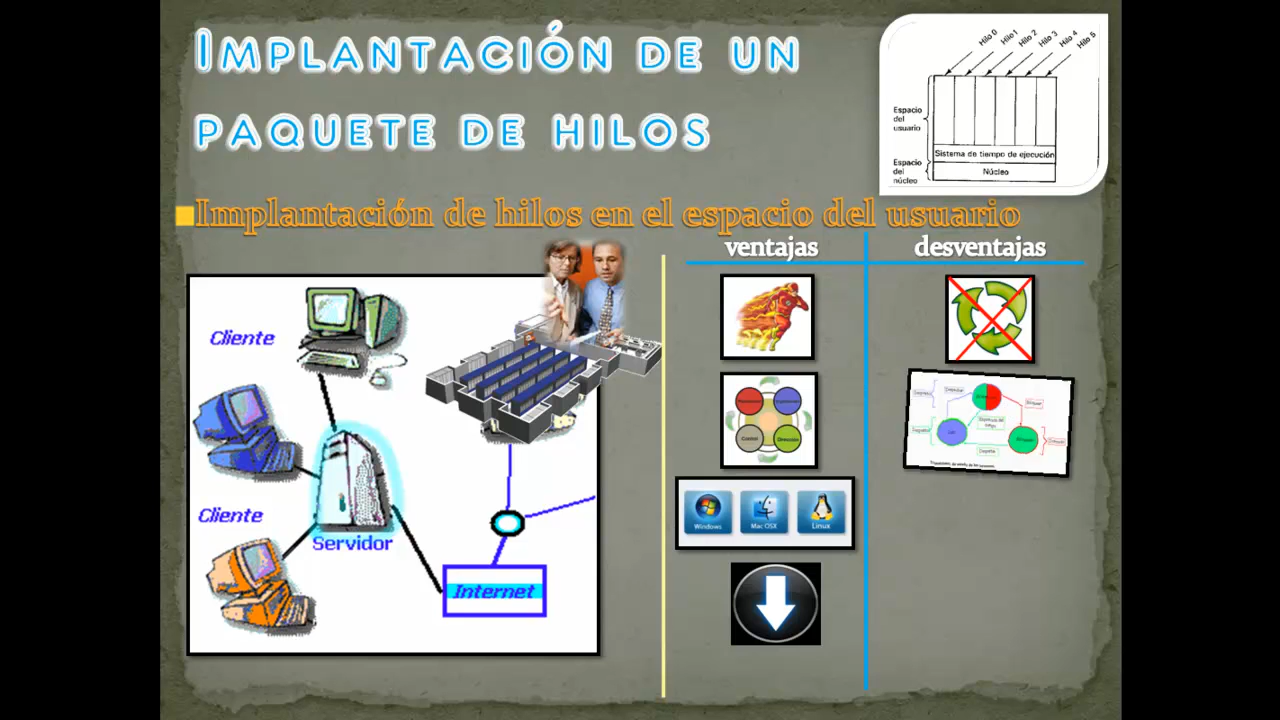 Implantación de un
paquete de hilos
Hilo 0
Hilo 1
Hilo 2
Hilo 3
Hilo 4
Hilo 5
Espacio
del
usuario
Sistema de tiempo de ejecución
Espacio
del
núcleo
Núcleo
Implantación de hilos en el espacio del usuario
ventajas
desventajas
Cliente
Cliente
Servidor
Internet
Control
Dirección
Windows
Mac OSX
Linux